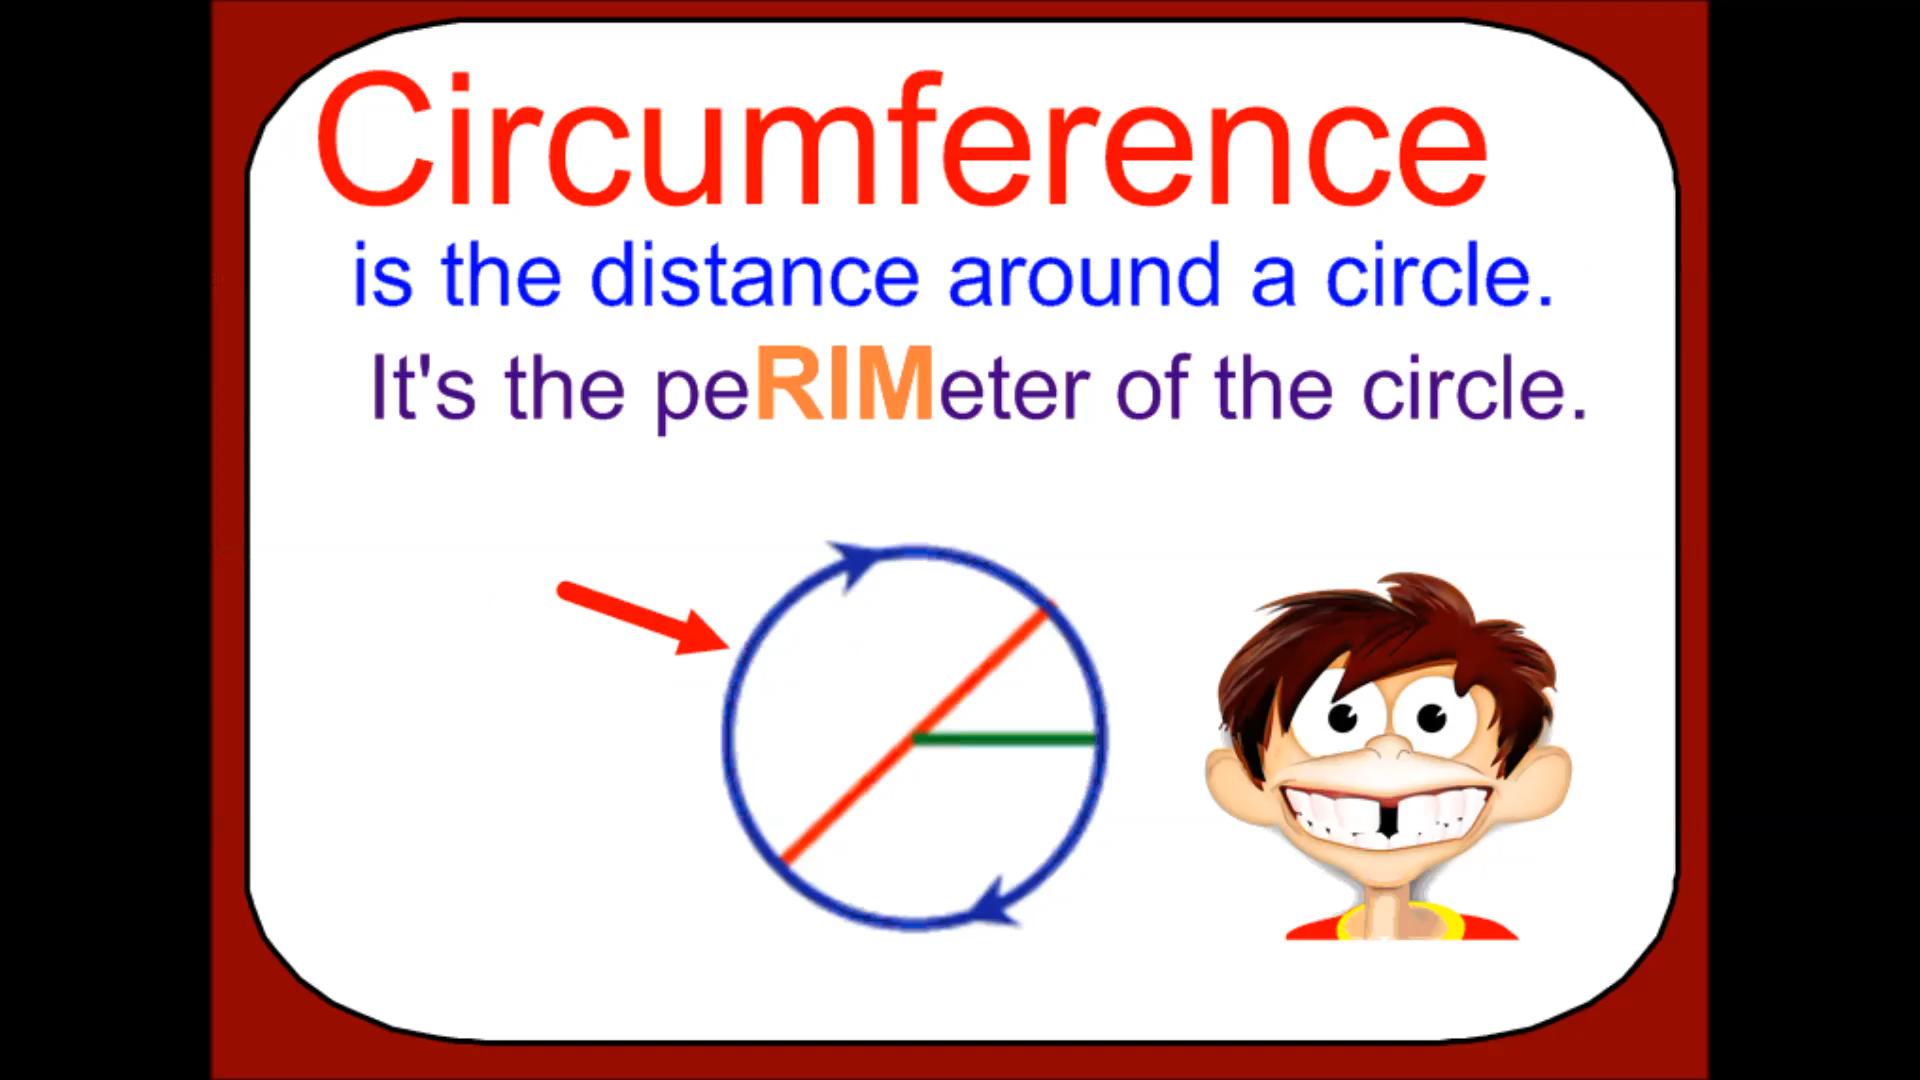 Circumference
is the distance around a circle.
It's the peRIMeter of the circle.